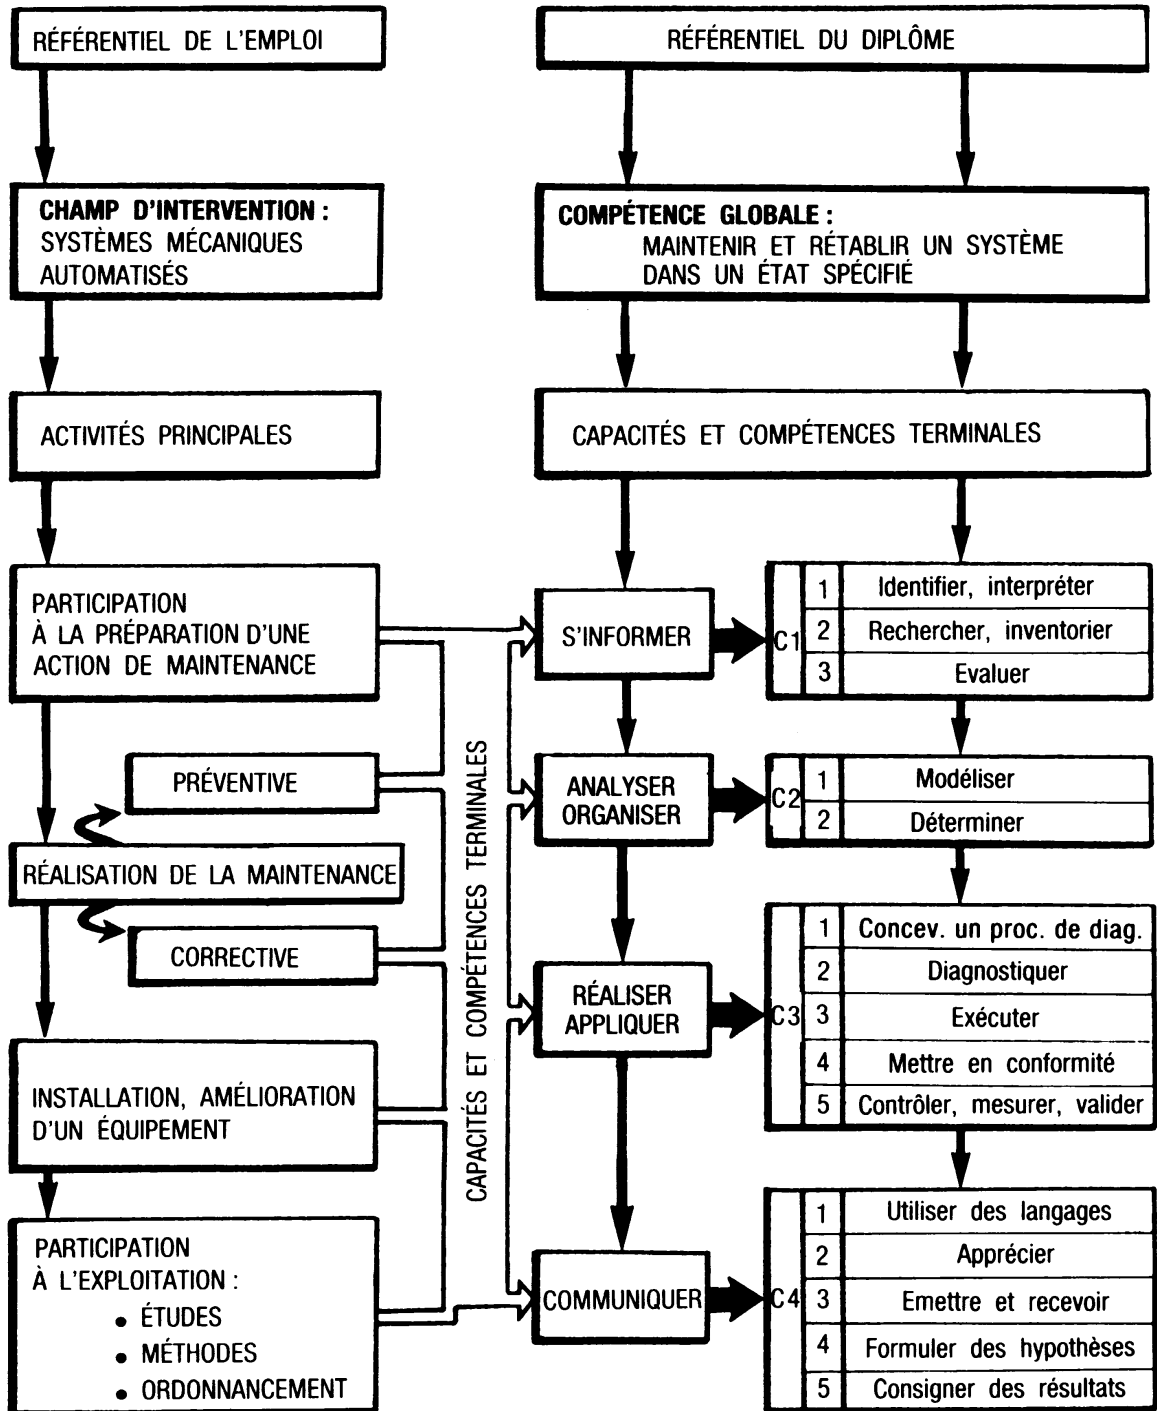 RÉFÉRENTIEL DE L'EMPLOI
CHAMP D'INTERVENTION :
SYSTÈMES MÉCANIQUES
AUTOMATISÉS
ACTIVITÉS PRINCIPALES
PARTICIPATION
À LA PRÉPARATION D'UNE
ACTION DE MAINTENANCE
PRÉVENTIVE
RÉALISATION DE LA MAINTENANCE
CORRECTIVE
INSTALLATION, AMÉLIORATION
D'UN ÉQUIPEMENT
PARTICIPATION
À L'EXPLOITATION :
• ÉTUDES
• MÉTHODES
• ORDONNANCEMENT
CAPACITÉS ET COMPÉTENCES TERMINALES
RÉFÉRENTIEL DU DIPLÔME
COMPÉTENCE GLOBALE :
MAINTENIR ET RÉTABLIR UN SYSTÈME
DANS UN ÉTAT SPÉCIFIÉ
CAPACITÉS ET COMPÉTENCES TERMINALES
S'INFORMER
C1
1 Identifier, interpréter
2 Rechercher, inventorier
3 Evaluer
ANALYSER
ORGANISER
C2
1 Modéliser
2 Déterminer
RÉALISER
APPLIQUER
C3
1 Concev. un proc. de diag.
2 Diagnostiquer
3 Exécuter
4 Mettre en conformité
5 Contrôler, mesurer, valider
COMMUNIQUER
C4
1 Utiliser des langages
2 Apprécier
3 Emettre et recevoir
4 Formuler des hypothèses
5 Consigner des résultats